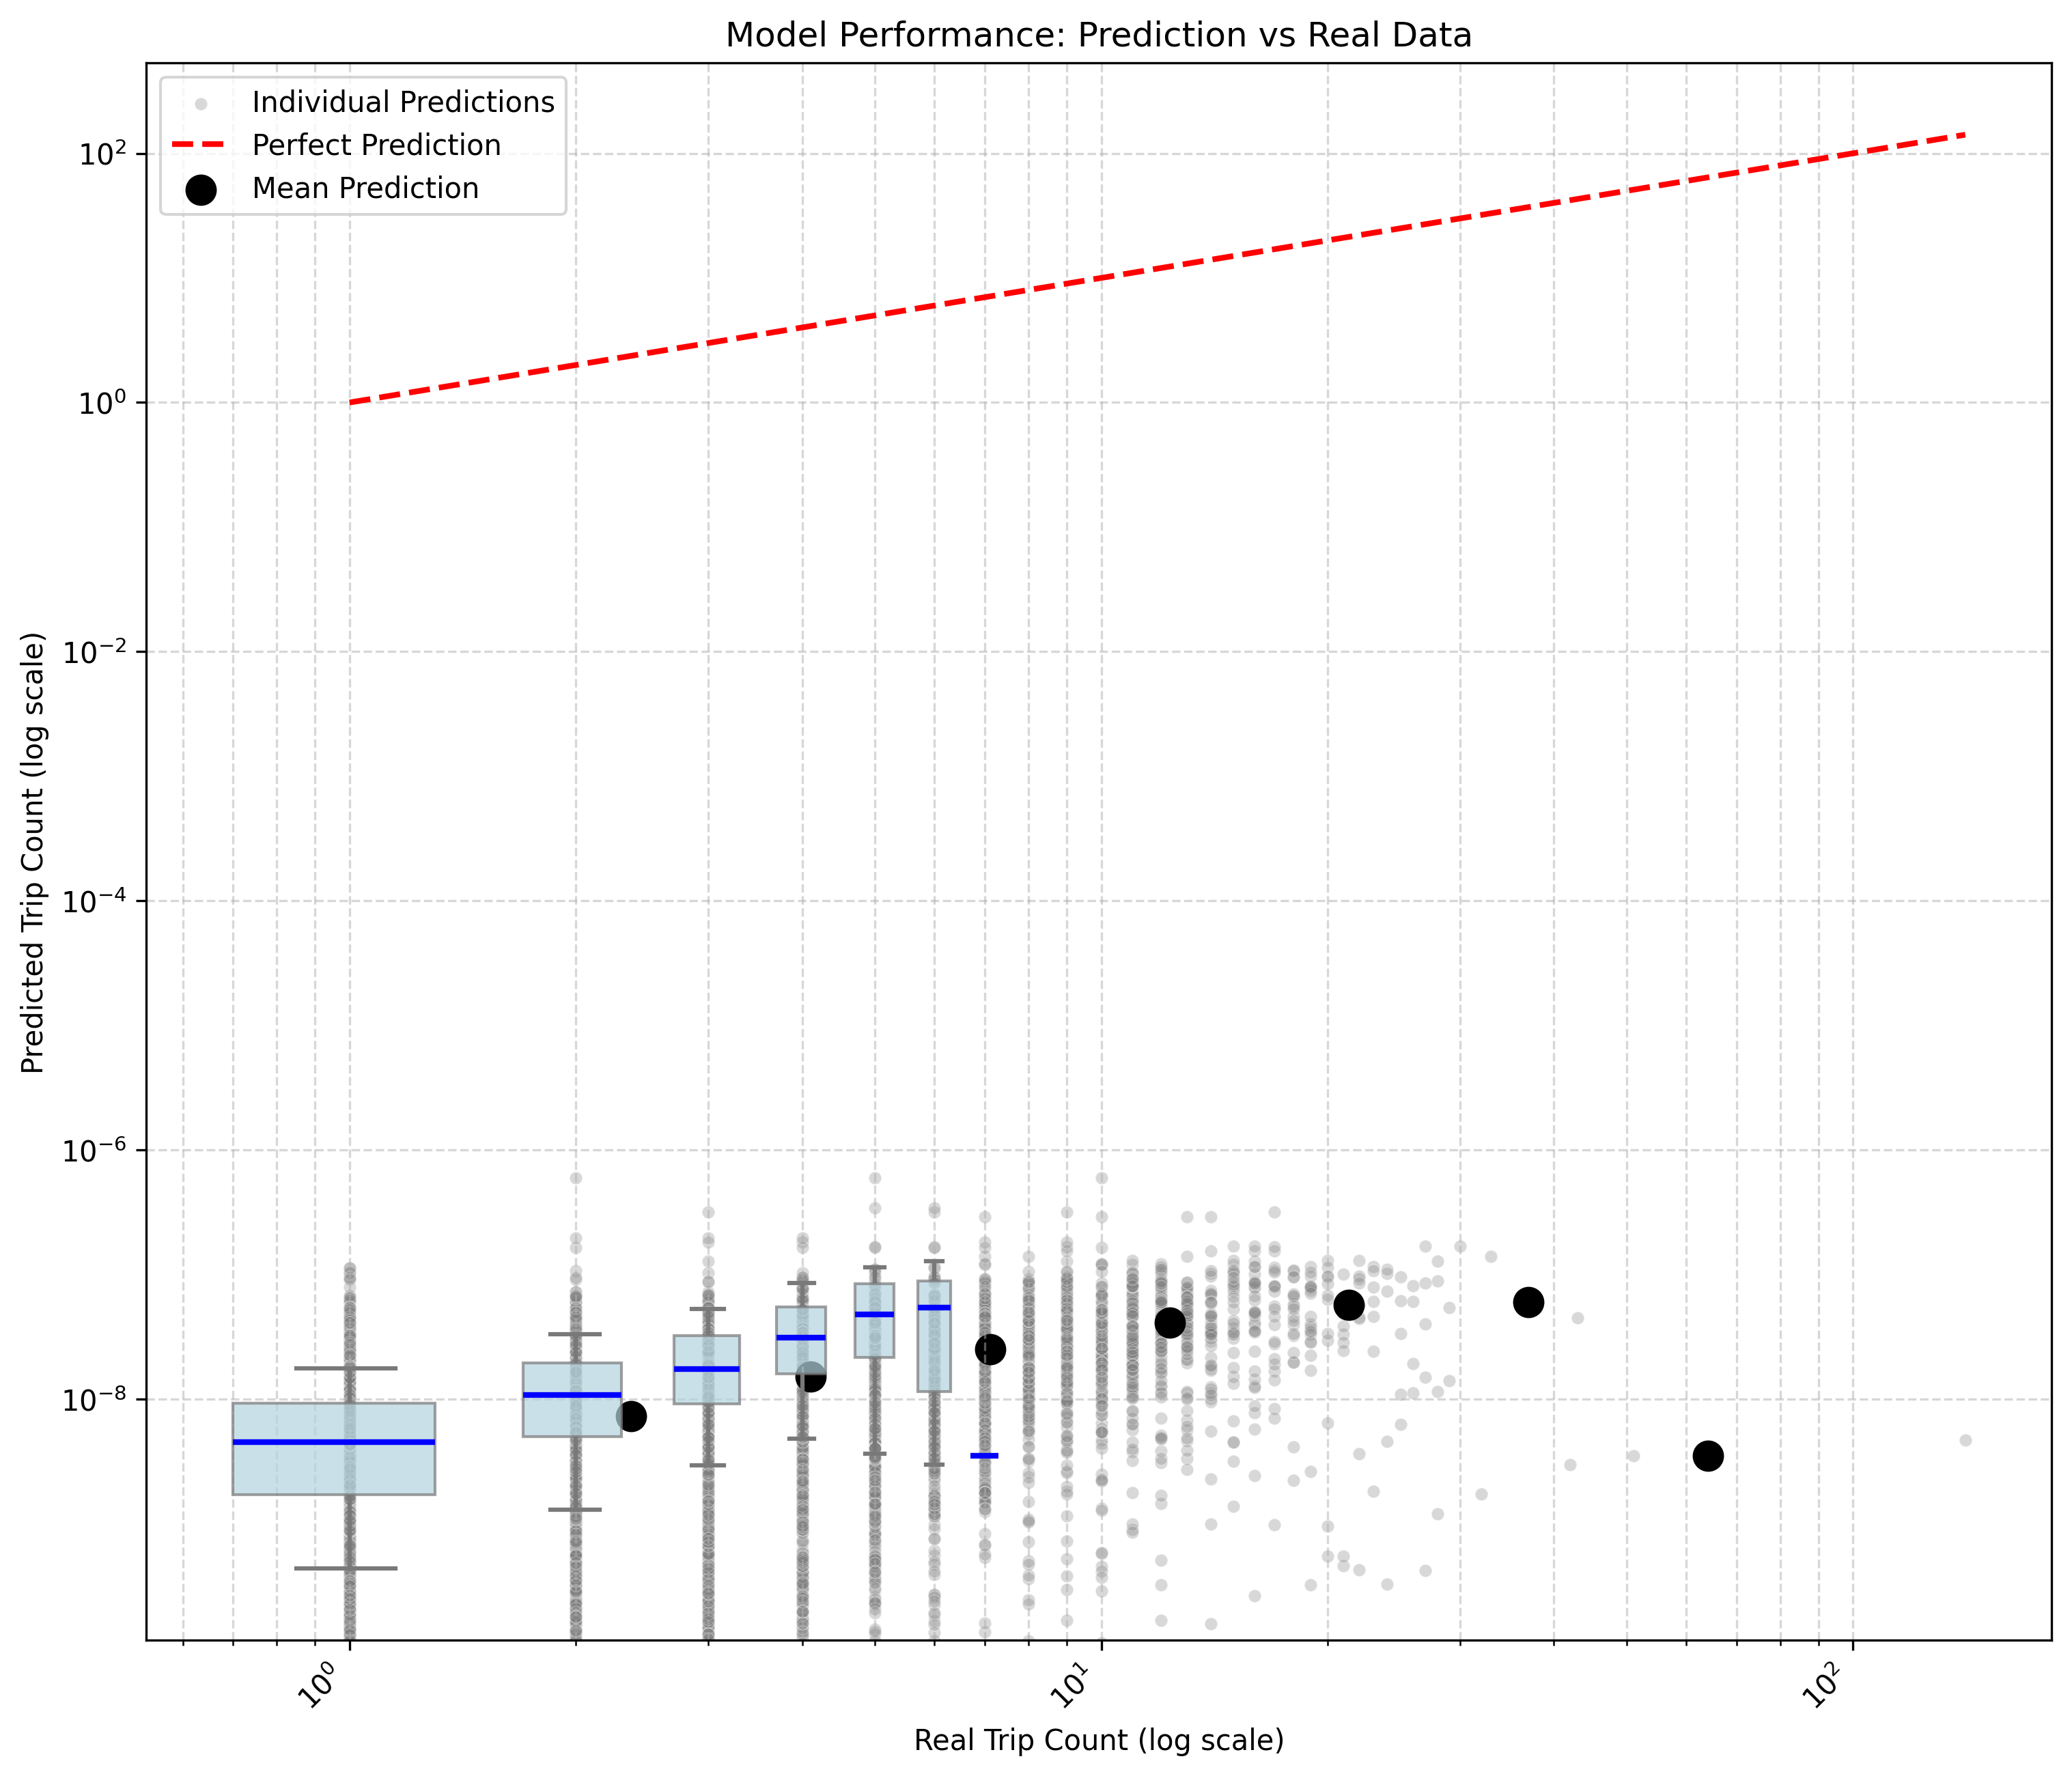 Model Performance: Prediction vs Real Data
Individual Predictions
Perfect Prediction
Mean Prediction
10²
10⁰
10⁻²
10⁻⁴
10⁻⁶
10⁻⁸
Predicted Trip Count (log scale)
10⁰
10¹
10²
Real Trip Count (log scale)